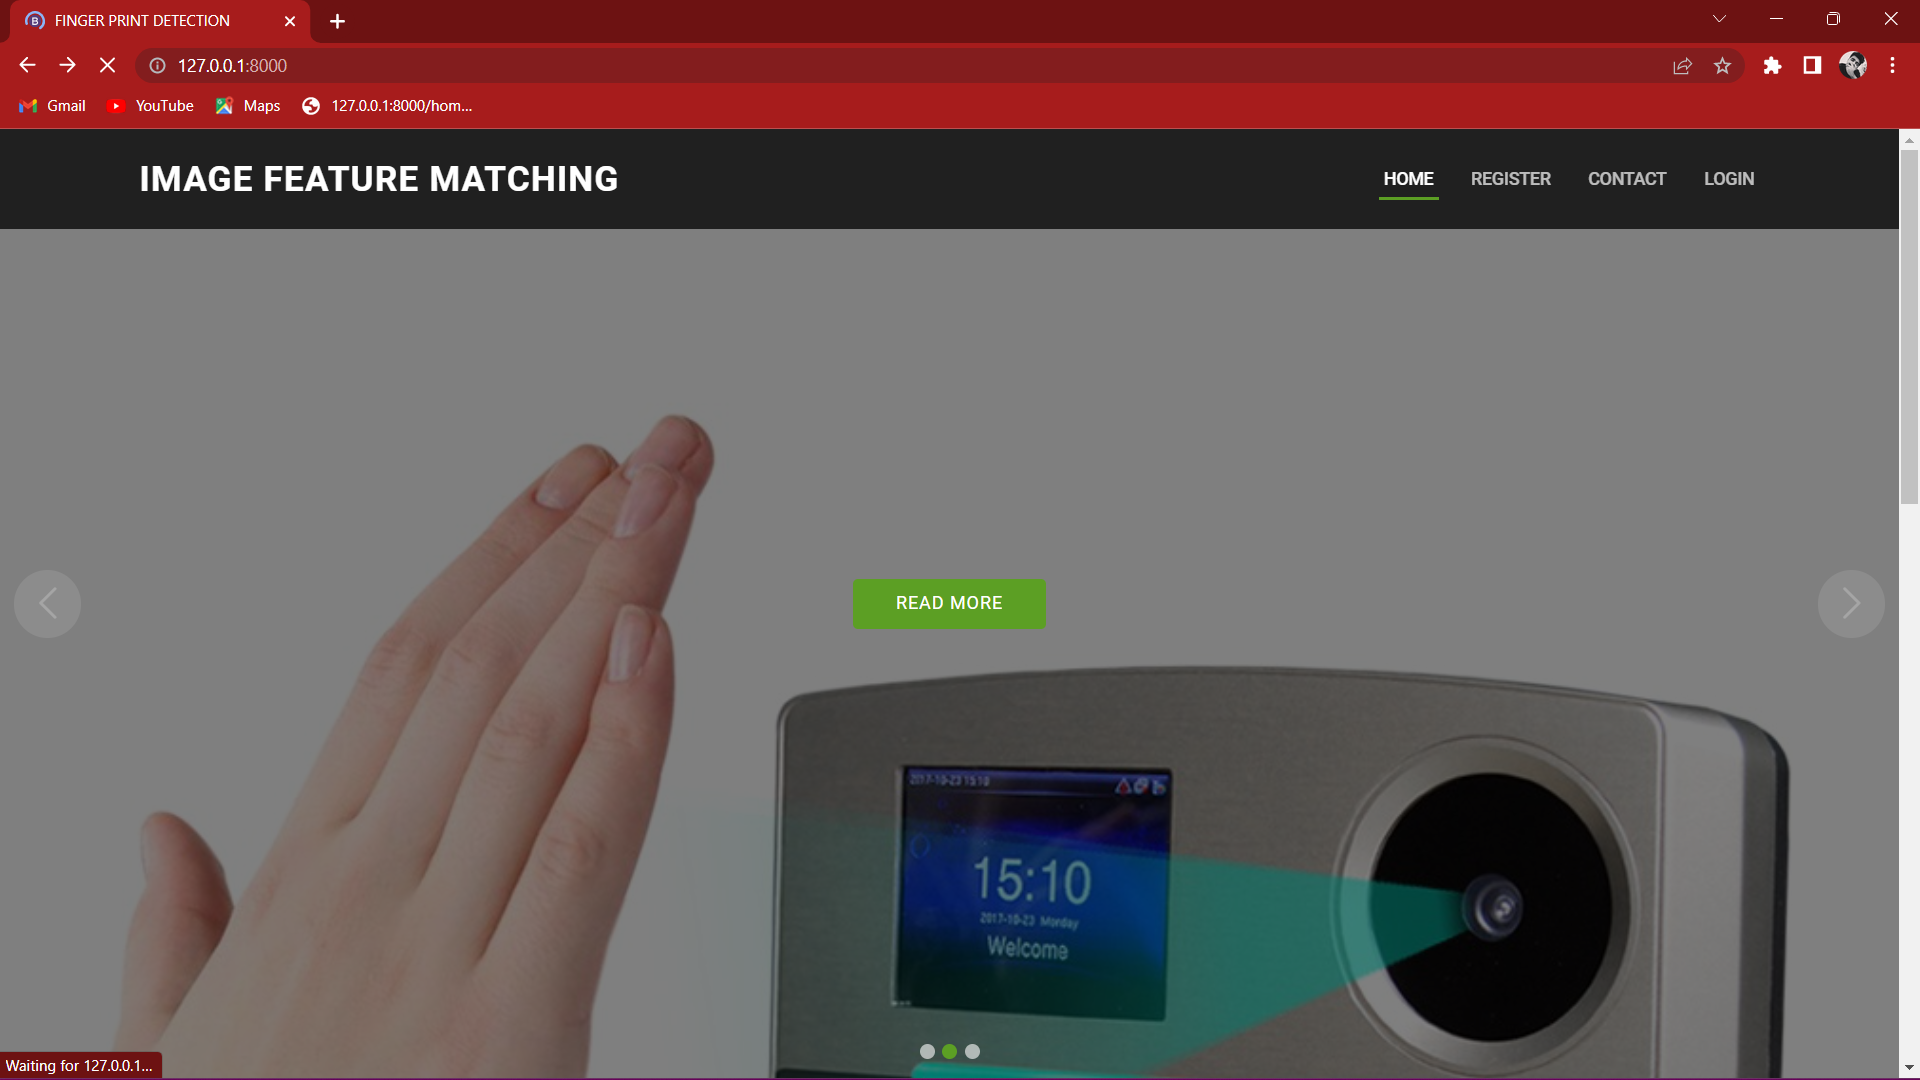 FINGER PRINT DETECTION
127.0.0.1:8000
Gmail YouTube Maps 127.0.0.1:8000/hom...
IMAGE FEATURE MATCHING
HOME REGISTER CONTACT LOGIN
READ MORE
2017-10-23 15:10
15:10
2017-10-23 Monday
Welcome
Waiting for 127.0.0.1...